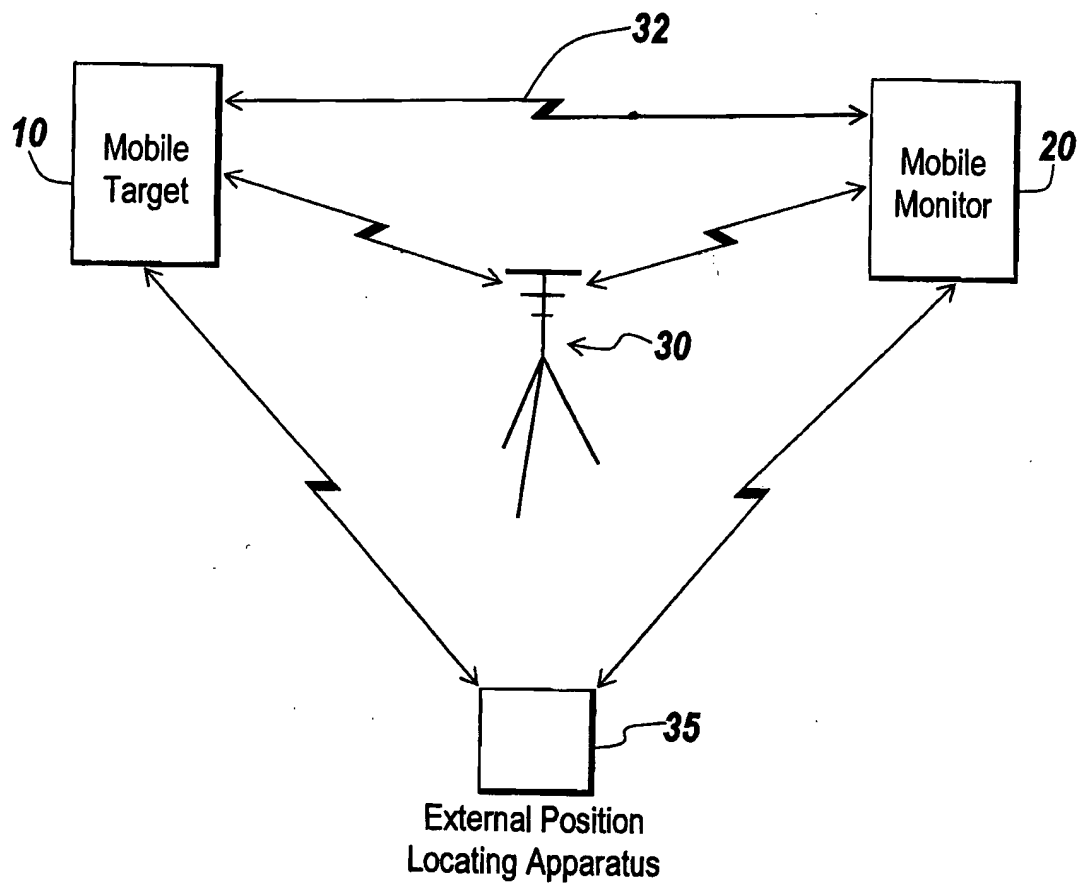 32
10
Mobile
Target
Mobile
Monitor
20
30
35
External Position
Locating Apparatus